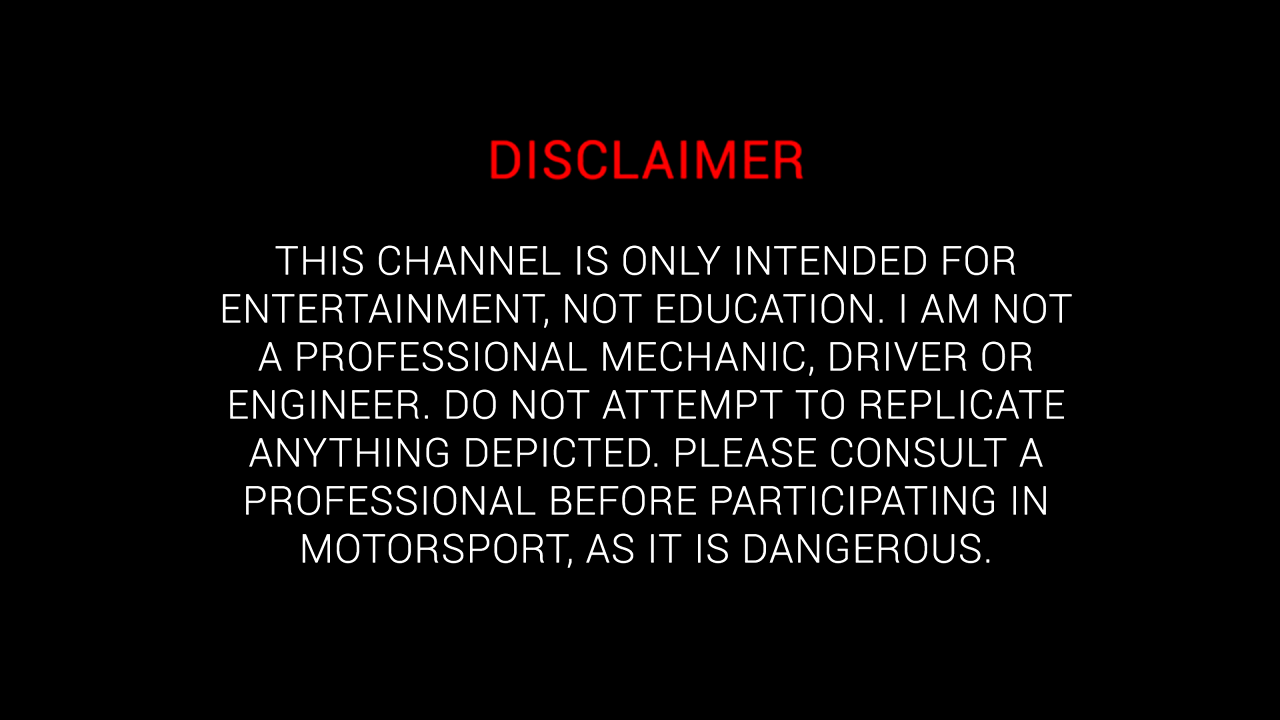 DISCLAIMER
THIS CHANNEL IS ONLY INTENDED FOR
ENTERTAINMENT, NOT EDUCATION. I AM NOT
A PROFESSIONAL MECHANIC, DRIVER OR
ENGINEER. DO NOT ATTEMPT TO REPLICATE
ANYTHING DEPICTED. PLEASE CONSULT A
PROFESSIONAL BEFORE PARTICIPATING IN
MOTORSPORT, AS IT IS DANGEROUS.